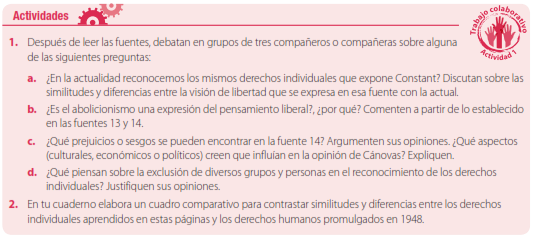 Actividades
Trabajo colaborativo
Actividad 1
1. Después de leer las fuentes, debatan en grupos de tres compañeros o compañeras sobre alguna
de las siguientes preguntas:
a. ¿En la actualidad reconocemos los mismos derechos individuales que expone Constant? Discutan sobre las
similitudes y diferencias entre la visión de libertad que se expresa en esa fuente con la actual.
b. ¿Es el abolicionismo una expresión del pensamiento liberal?, ¿por qué? Comenten a partir de lo establecido
en las fuentes 13 y 14.
c. ¿Qué prejuicios o sesgos se pueden encontrar en la fuente 14? Argumenten sus opiniones. ¿Qué aspectos
(culturales, económicos o políticos) creen que influían en la opinión de Cánovas? Expliquen.
d. ¿Qué piensan sobre la exclusión de diversos grupos y personas en el reconocimiento de los derechos
individuales? Justifiquen sus opiniones.
2. En tu cuaderno elabora un cuadro comparativo para contrastar similitudes y diferencias entre los derechos
individuales aprendidos en estas páginas y los derechos humanos promulgados en 1948.